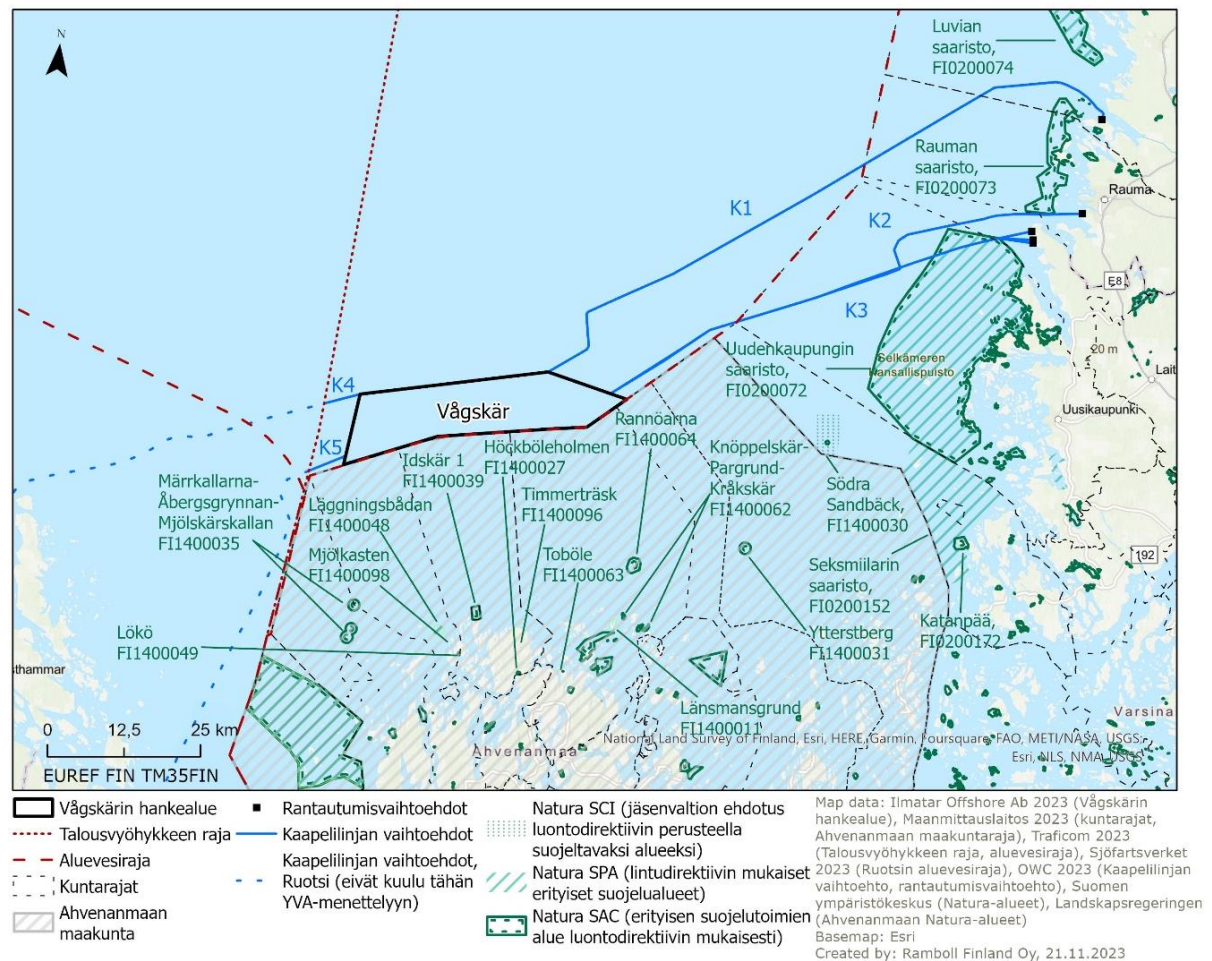 N
Luvian
saaristo,
FI0200074
Rauman
saaristo,
FI0200073
Rauma
K1
K2
K3
E8
Uudenkaupungin
saaristo,
FI0200072
Selkämeren
kansallispuisto
20 m
Lait
Uusikaupunki
K4
Vågskär
K5
Rannöarna
FI1400064
Höckböleholmen
FI1400027
Idskär 1
FI1400039
Knöppelskär-
Pargrund-
Kråkskär
FI1400062
Märrkallarna-
Åbergsgrynnan-
Mjölskärskallan
FI1400035
Läggningsbådan
FI1400048
Timmerträsk
FI1400096
Södra
Sandbäck,
FI1400030
192
Mjölkasten
FI1400098
Toböle
FI1400063
Seksmiilarin
saaristo,
FI0200152
Lökö
FI1400049
Ytterstberg
FI1400031
Katanpää,
FI0200172
sthammar
Länsmansgrund
FI1400011
Varsina
0 12,5 25 km
Ahvenanmaa
National Land Survey of Finland, Esri, HERE, Garmin, Foursquare, FAO, METI/NASA, USGS;
Esri, NLS, NMA, USGS
EUREF FIN TM35FIN
Vågskärin hankealue
Talousvyöhykkeen raja
Aluevesiraja
Kuntarajat
Ahvenanmaan
maakunta
Rantautumisvaihtoehdot
Kaapelilinjan vaihtoehdot
Kaapelilinjan vaihtoehdot,
Ruotsi (eivät kuulu tähän
YVA-menettelyyn)
Natura SCI (jäsenvaltion ehdotus
luontodirektiivin perusteella
suojeltavaksi alueeksi)
Natura SPA (lintudirektiivin mukaiset
erityiset suojelualueet)
Natura SAC (erityisen suojelutoimien
alue luontodirektiivin mukaisesti)
Map data: Ilmatar Offshore Ab 2023 (Vågskärin
hankealue), Maanmittauslaitos 2023 (kuntarajat,
Ahvenanmaan maakuntaraja), Traficom 2023
(Talousvyöhykkeen raja, aluevesiraja), Sjöfartsverket
2023 (Ruotsin aluevesiraja), OWC 2023 (Kaapelilinjan
vaihtoehto, rantautumisvaihtoehto), Suomen
ympäristökeskus (Natura-alueet), Landskapsregeringen
(Ahvenanmaan Natura-alueet)
Basemap: Esri
Created by: Ramboll Finland Oy, 21.11.2023